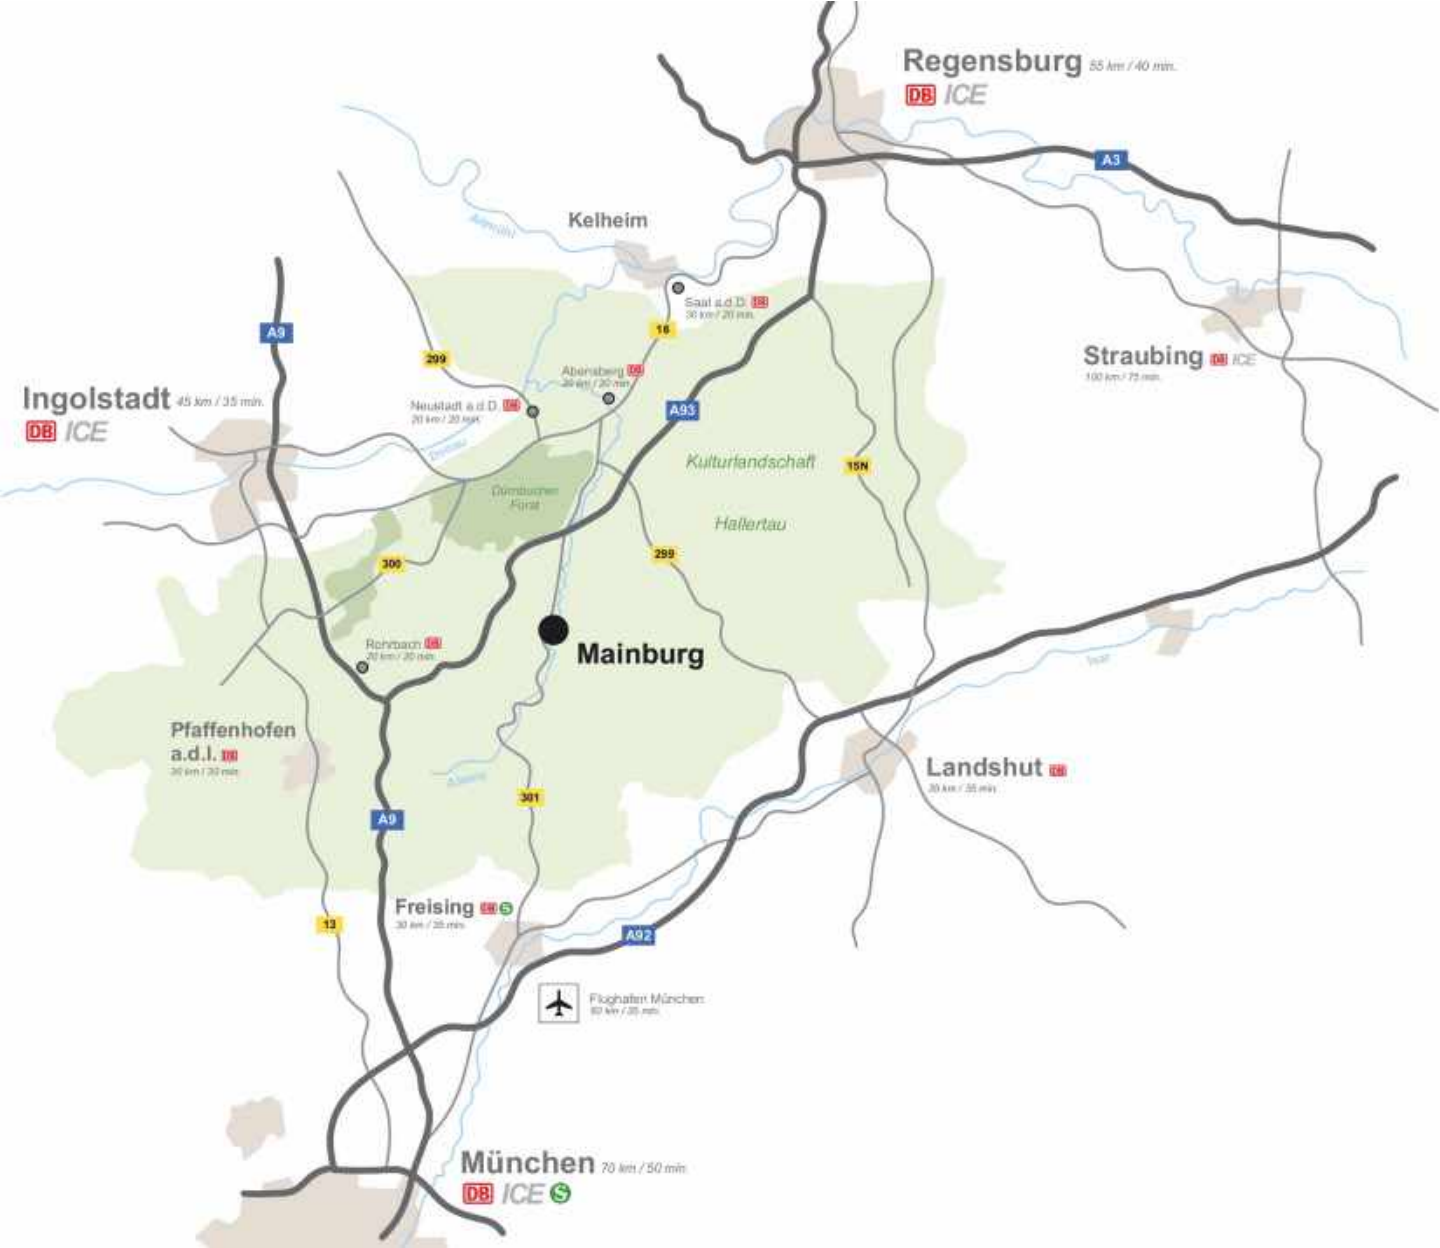 Regensburg 55 km / 40 min.
DB ICE
A3
Altmühl
Kelheim
Saal a.d.D. DB
30 km / 20 min.
A9
16
299
Abensberg DB
20 km / 20 min.
Straubing DB ICE
100 km / 75 min.
Ingolstadt 45 km / 35 min.
DB ICE
Neustadt a.d.D. DB
20 km / 20 min.
A93
Donau
Kulturlandschaft
15N
Dürnbucher
Forst
Hallertau
299
300
Rohrbach DB
20 km / 20 min.
Mainburg
Isar
Pfaffenhofen
a.d.I. DB
30 km / 30 min.
Landshut DB
Abens
301
A9
Freising DB S
30 km / 35 min.
13
A92
Flughafen München
München 70 km / 50 min.
DB ICE S